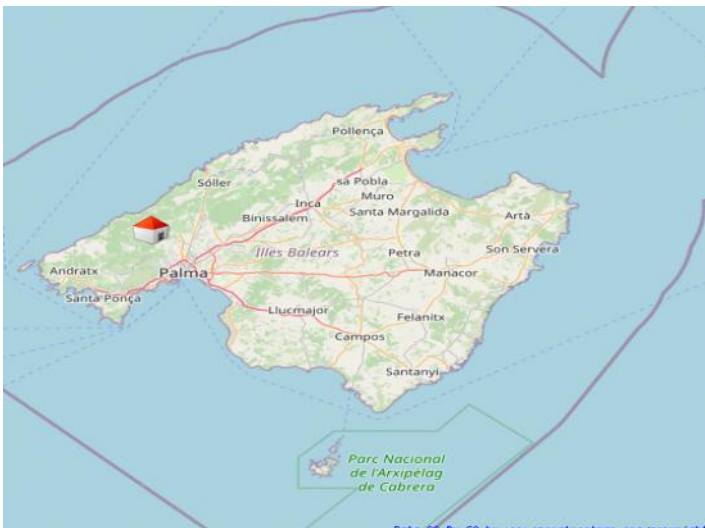 Pollença
Sóller
sa Pobla
Muro
Inca
Santa Margalida
Binissalem
Artà
Illes Balears
Petra
Son Servera
Andratx
Palma
Manacor
Santa Ponça
Llucmajor
Felanitx
Campos
Santanyí
Parc Nacional
de l'Arxipèlag
de Cabrera